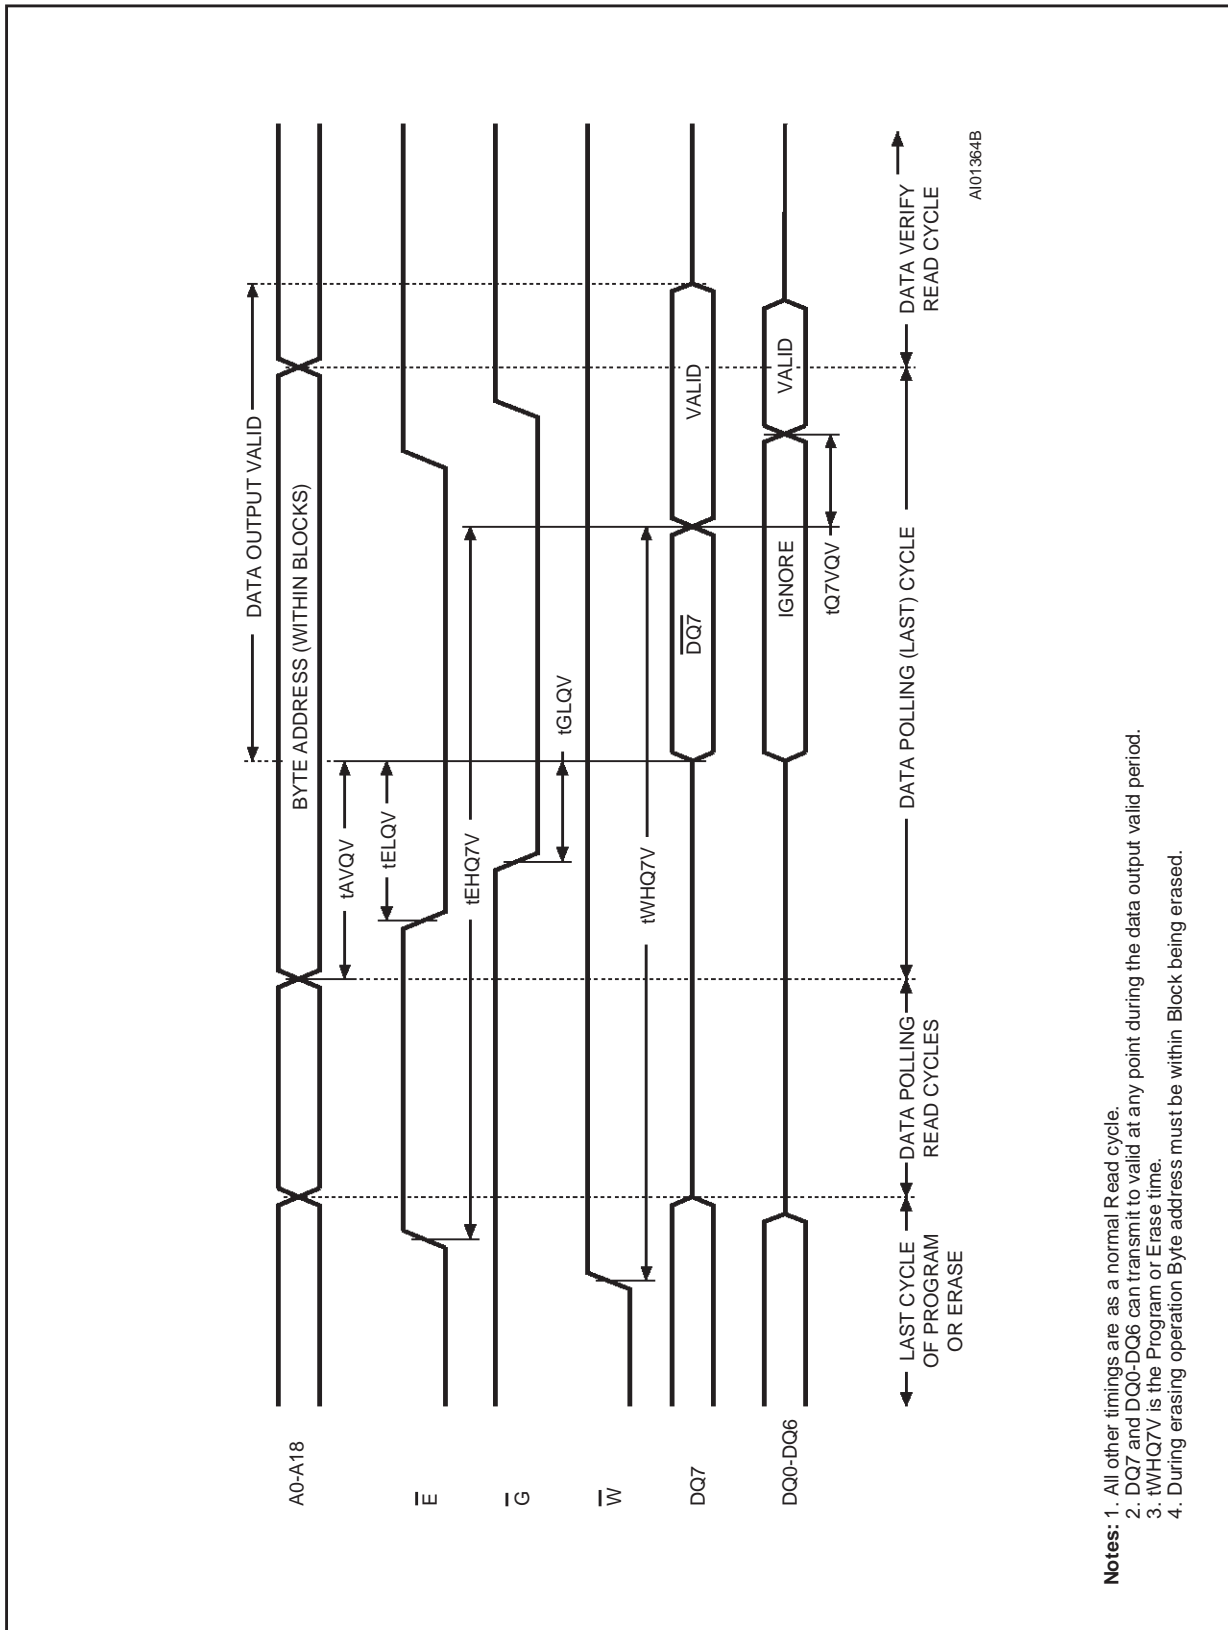 DATA OUTPUT VALID
A0-A18
BYTE ADDRESS (WITHIN BLOCKS)
tAVQV
E
tELQV
tEHQ7V
G
tGLQV
W
tWHQ7V
DQ7
DQ7
VALID
DQ0-DQ6
IGNORE
VALID
tQ7VQV
LAST CYCLE
OF PROGRAM
OR ERASE
DATA POLLING
READ CYCLES
DATA POLLING (LAST) CYCLE
DATA VERIFY
READ CYCLE
AI01364B
Notes: 1. All other timings are as a normal Read cycle.
2. DQ7 and DQ0-DQ6 can transmit to valid at any point during the data output valid period.
3. tWHQ7V is the Program or Erase time.
4. During erasing operation Byte address must be within Block being erased.